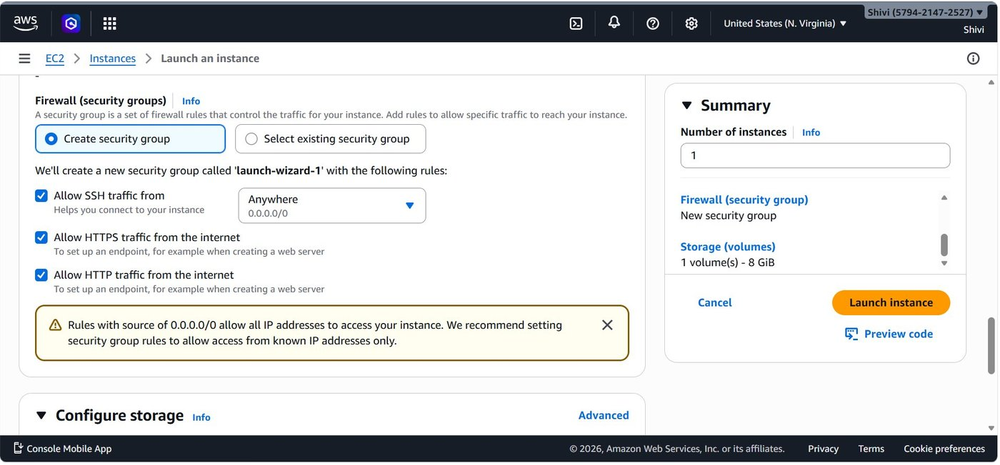 aws
United States (N. Virginia) ▼
Shivi (5794-2147-2527) ▼
Shivi
EC2 > Instances > Launch an instance
Firewall (security groups) Info
A security group is a set of firewall rules that control the traffic for your instance. Add rules to allow specific traffic to reach your instance.
Create security group
Select existing security group
We'll create a new security group called 'launch-wizard-1' with the following rules:
Allow SSH traffic from
Helps you connect to your instance
Anywhere
0.0.0.0/0
Allow HTTPS traffic from the internet
To set up an endpoint, for example when creating a web server
Allow HTTP traffic from the internet
To set up an endpoint, for example when creating a web server
Rules with source of 0.0.0.0/0 allow all IP addresses to access your instance. We recommend setting
security group rules to allow access from known IP addresses only.
Configure storage Info
Advanced
Summary
Number of instances Info
1
Firewall (security group)
New security group
Storage (volumes)
1 volume(s) - 8 GiB
Cancel
Launch instance
Preview code
Console Mobile App
© 2026, Amazon Web Services, Inc. or its affiliates.
Privacy
Terms
Cookie preferences